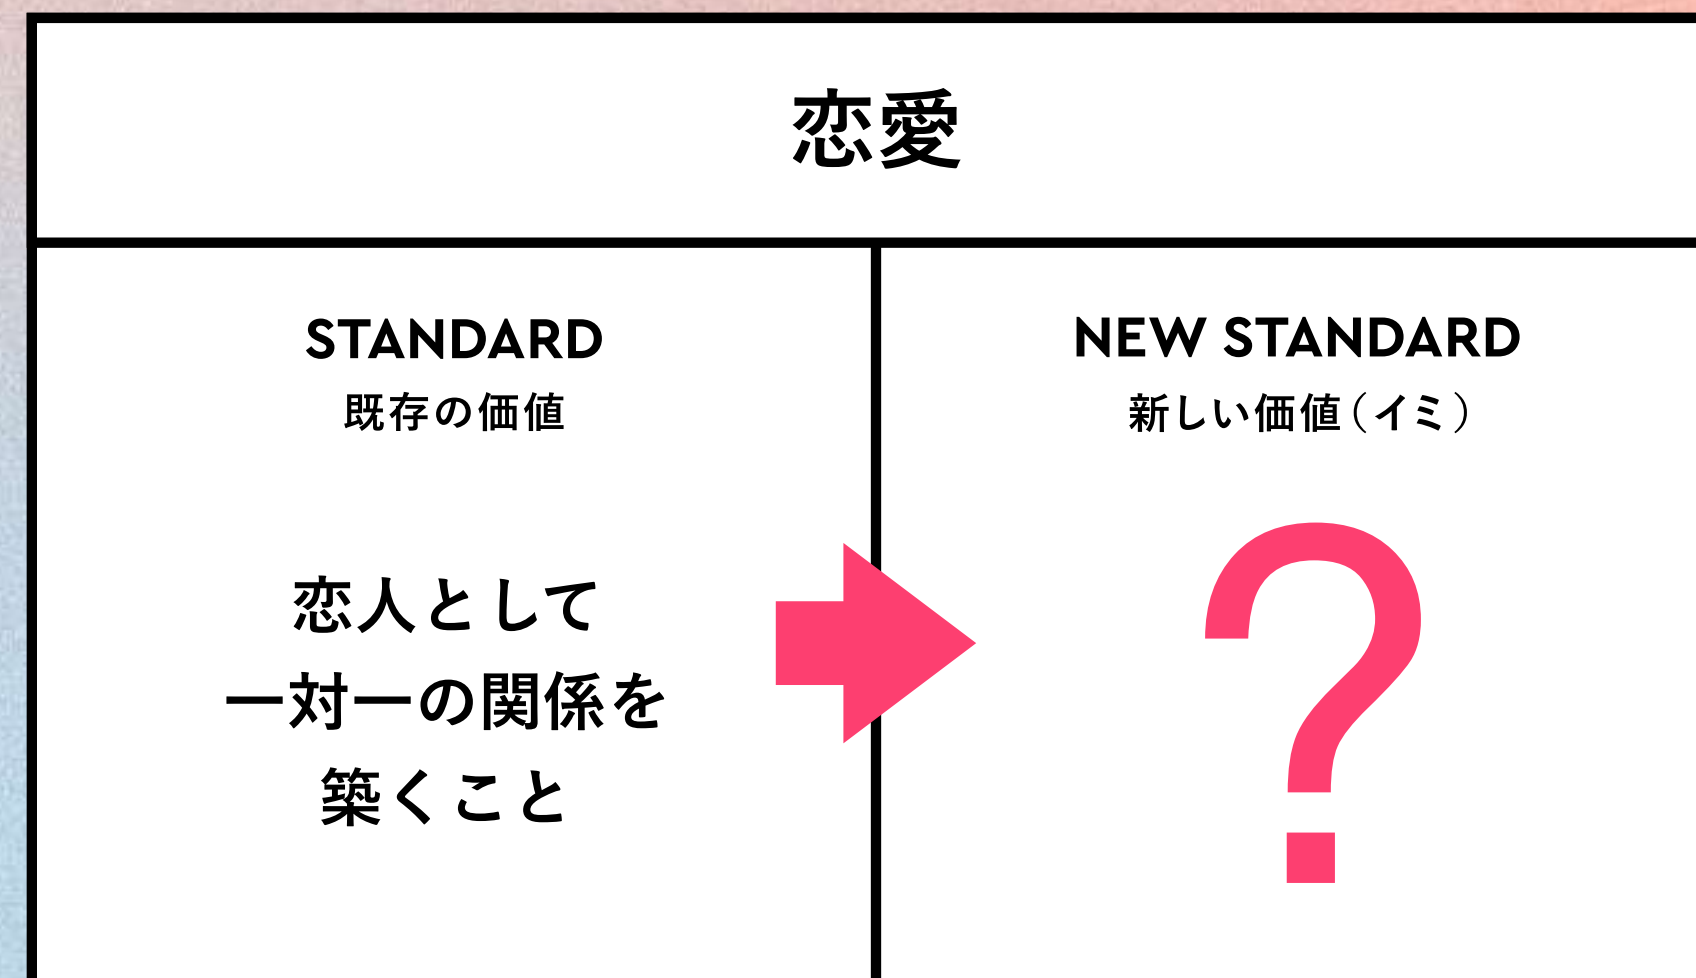 恋愛
STANDARD
既存の価値
恋人として
一対一の関係を
築くこと
NEW STANDARD
新しい価値（イミ）
?